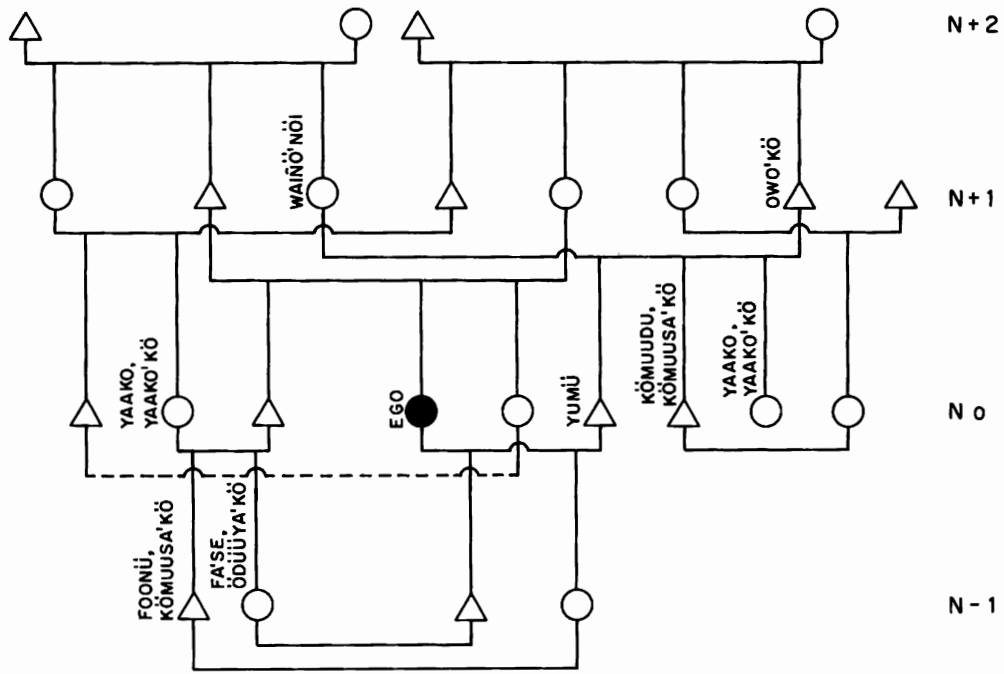 N+2
WAIÑÖ'NÖI
OWO'KÖ
N+1
YAAKO,
YAAKO'KÖ
EGO
YUMÜ
KÖMUUDU,
KÖMUUSA'KÖ
YAAKO,
YAAKO'KÖ
N o
FOONÜ,
KÖMUUSA'KÖ
FA'SE,
ÖDÜÜYA'KÖ
N-1